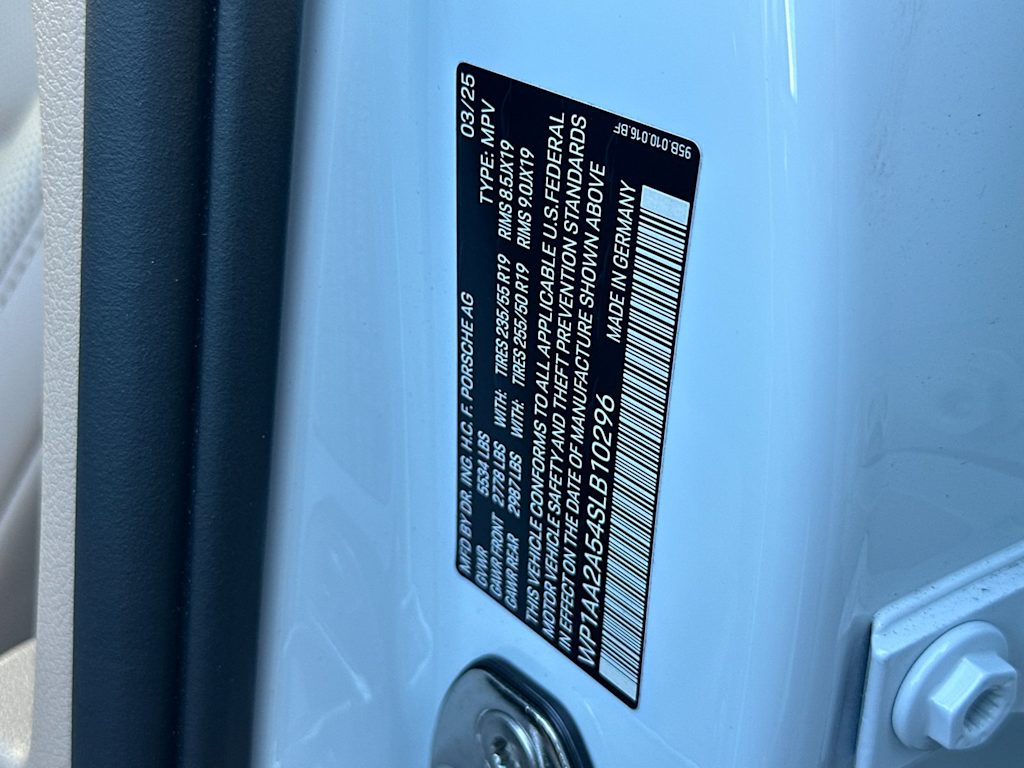 MFD BY DR. ING. H.C. F. PORSCHE AG 03/25
GVWR 5534 LBS TYPE: MPV
GAWR FRONT 2778 LBS WITH: TIRES 235/55 R19 RIMS 8.5JX19
GAWR REAR 2987 LBS WITH: TIRES 255/50 R19 RIMS 9.0JX19
THIS VEHICLE CONFORMS TO ALL APPLICABLE U.S. FEDERAL
MOTOR VEHICLE SAFETY AND THEFT PREVENTION STANDARDS
IN EFFECT ON THE DATE OF MANUFACTURE SHOWN ABOVE
WP1AA2A54SLB10296 MADE IN GERMANY
95B.010.016.BF